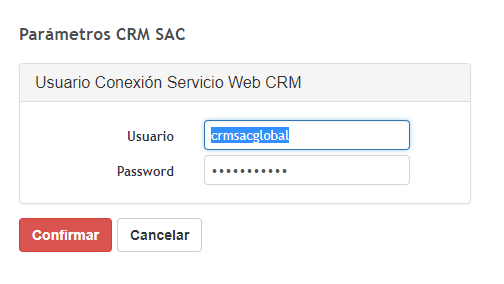 Parámetros CRM SAC
Usuario Conexión Servicio Web CRM
Usuario crmsacglobal
Password •••••••••••
Confirmar Cancelar